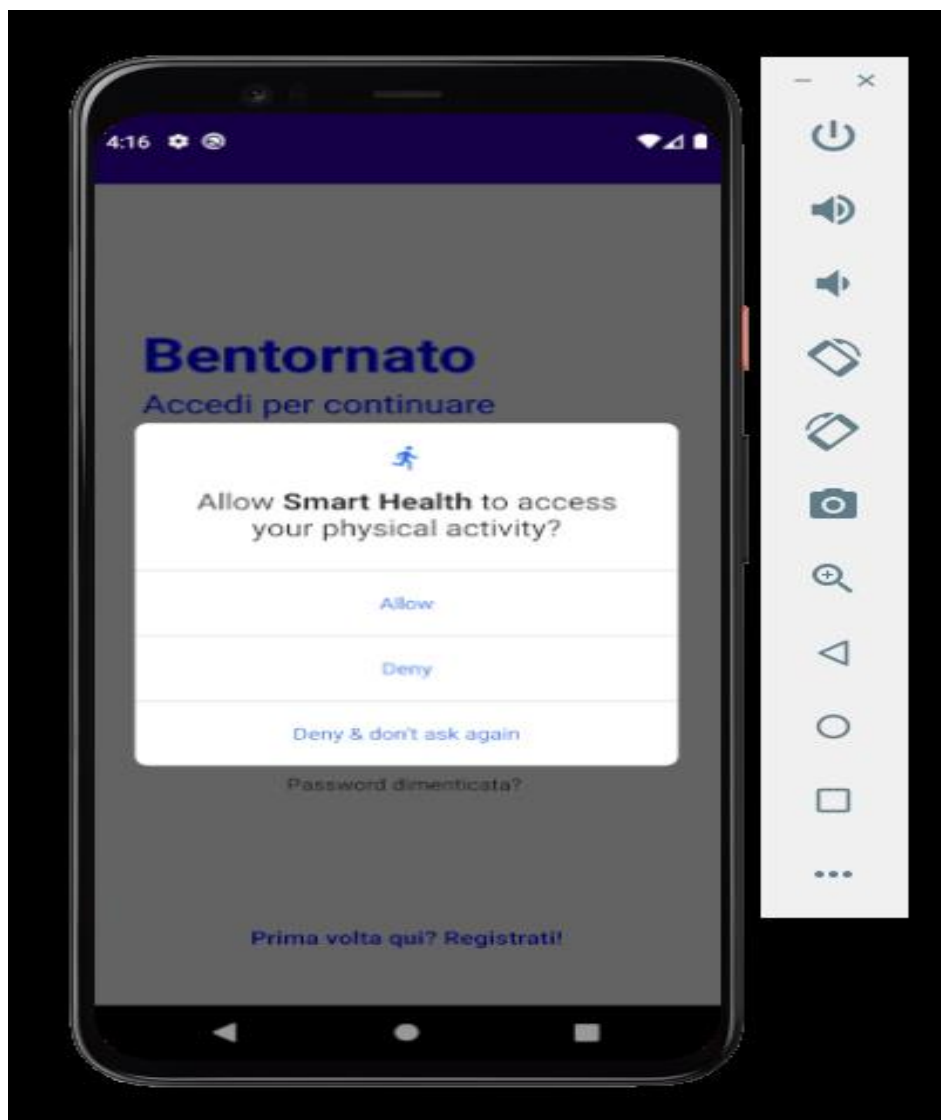 4:16
Bentornato
Accedi per continuare
Allow Smart Health to access
your physical activity?
Allow
Deny
Deny & don't ask again
Password dimenticata?
Prima volta qui? Registrati!